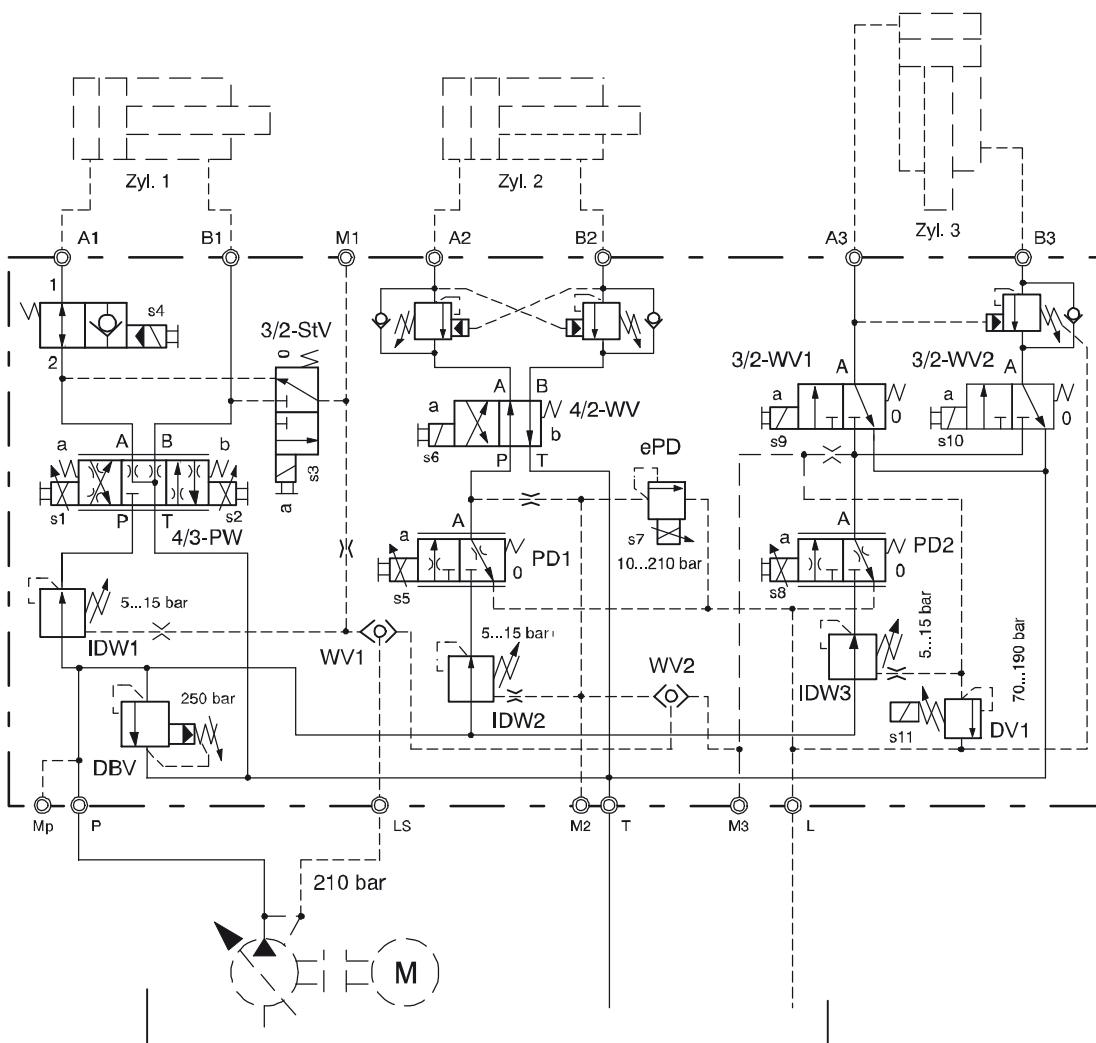 Zyl. 1
Zyl. 2
Zyl. 3
A1
B1
M1
A2
B2
A3
B3
1
s4
2
3/2-StV
0
s3
a
A
B
a
b
s1
s2
P
T
4/3-PW
A
B
4/2-WV
a
b
s6
P
T
3/2-WV1
A
a
0
s9
3/2-WV2
A
a
0
s10
ePD
s7
10...210 bar
A
a
PD1
0
s5
A
a
PD2
0
s8
5...15 bar
IDW1
WV1
5...15 bar
IDW2
WV2
IDW3
5...15 bar
70...190 bar
s11
DV1
250 bar
DBV
Mp
P
LS
M2
T
M3
L
210 bar
M